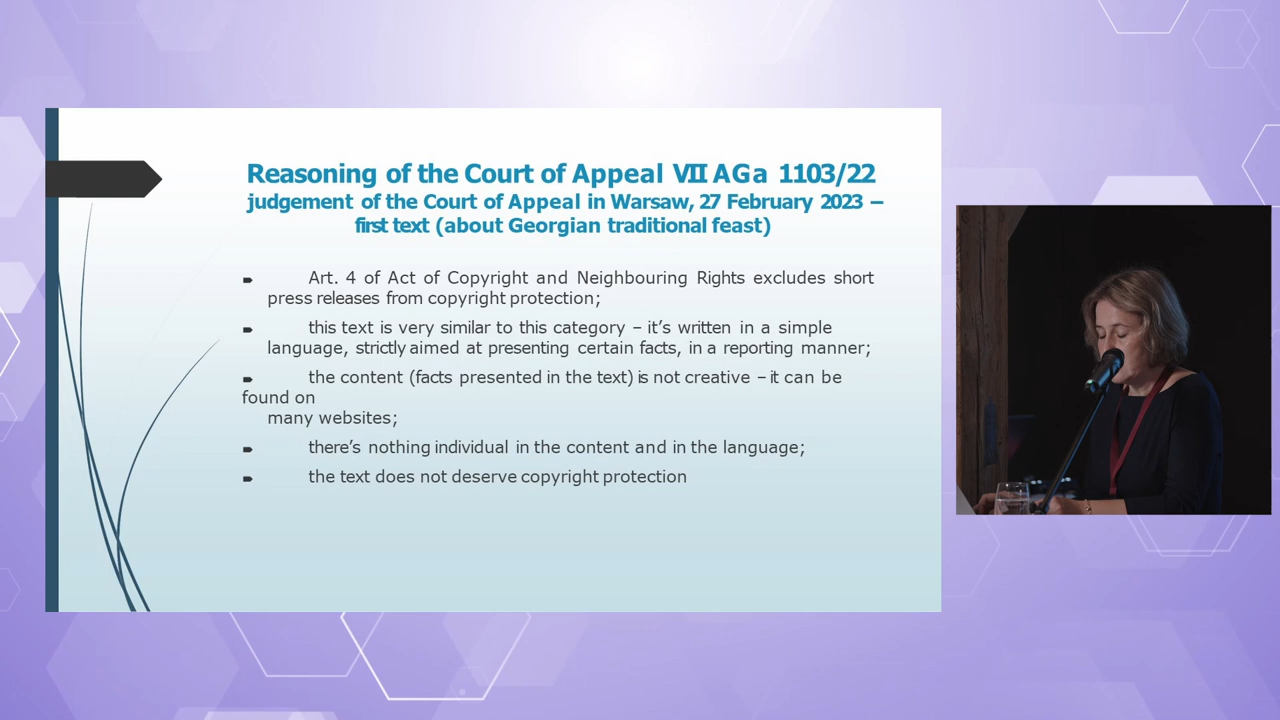 Reasoning of the Court of Appeal VII AGa 1103/22
judgement of the Court of Appeal in Warsaw, 27 February 2023 –
first text (about Georgian traditional feast)
Art. 4 of Act of Copyright and Neighbouring Rights excludes short
press releases from copyright protection;
this text is very similar to this category – it’s written in a simple
language, strictly aimed at presenting certain facts, in a reporting manner;
the content (facts presented in the text) is not creative – it can be
found on
many websites;
there’s nothing individual in the content and in the language;
the text does not deserve copyright protection